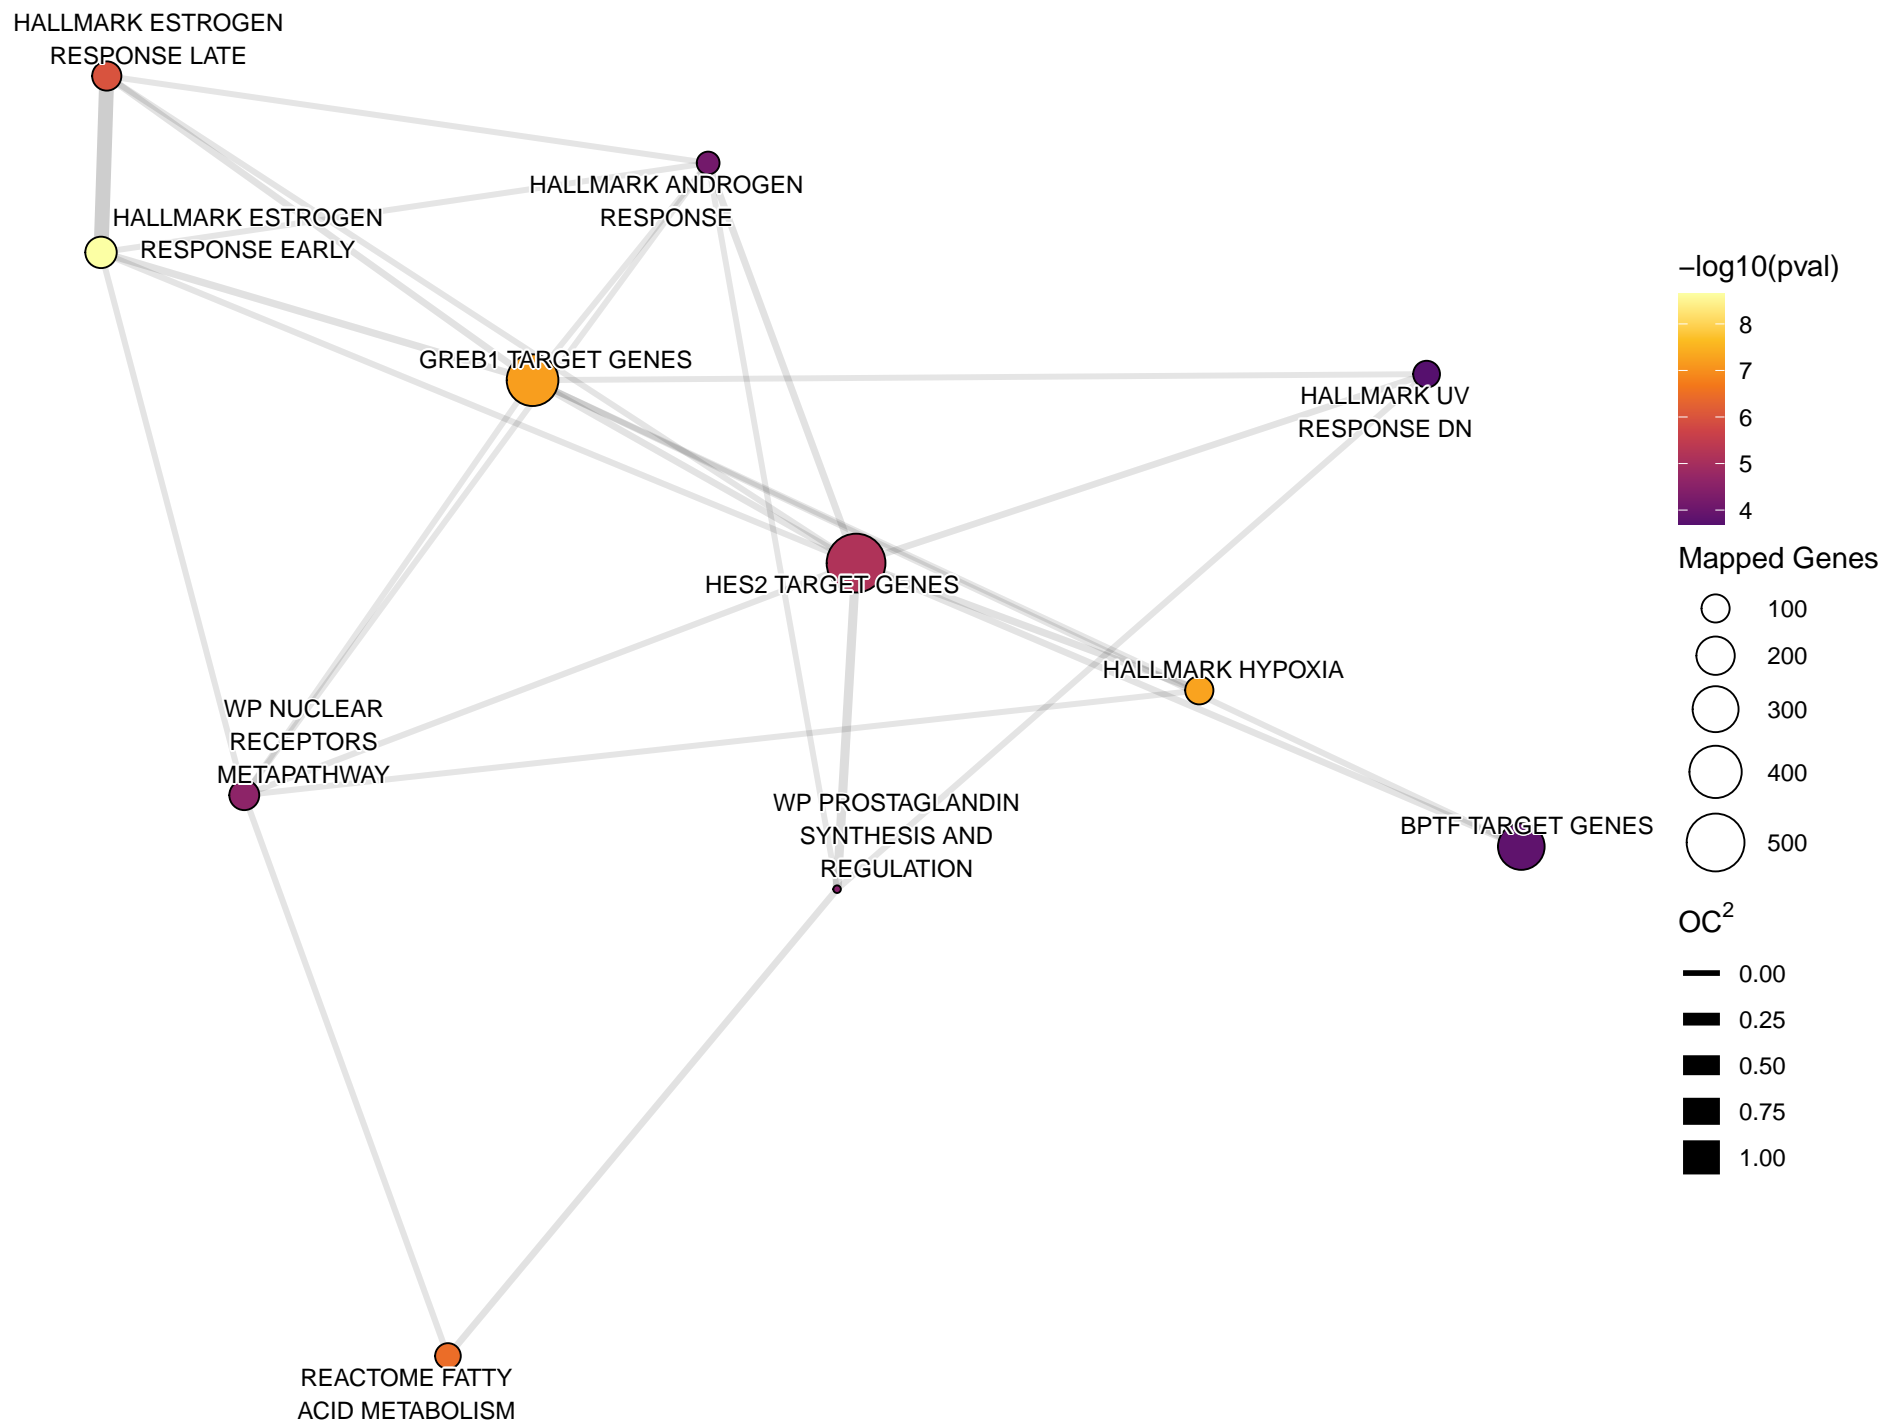 HALLMARK ESTROGEN
RESPONSE LATE
HALLMARK ANDROGEN
RESPONSE
HALLMARK ESTROGEN
RESPONSE EARLY
GREB1 TARGET GENES
HALLMARK UV
RESPONSE DN
HES2 TARGET GENES
HALLMARK HYPOXIA
WP NUCLEAR
RECEPTORS
METAPATHWAY
WP PROSTAGLANDIN
SYNTHESIS AND
REGULATION
BPTF TARGET GENES
REACTOME FATTY
ACID METABOLISM
−log10(pval)
8
7
6
5
4
Mapped Genes
100
200
300
400
500
OC²
0.00
0.25
0.50
0.75
1.00